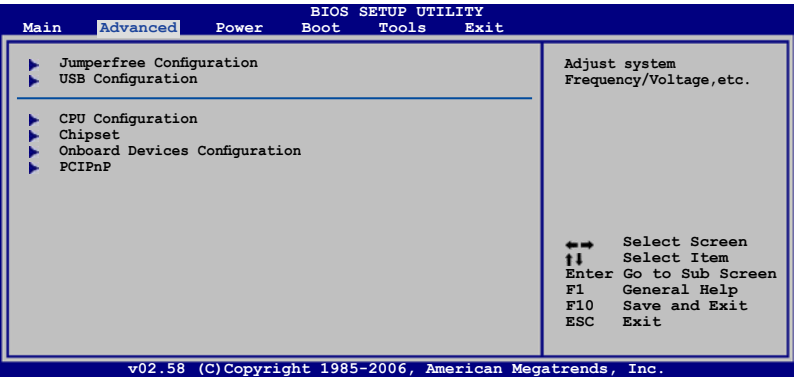 BIOS SETUP UTILITY
Main Advanced Power Boot Tools Exit
Jumperfree Configuration
USB Configuration
CPU Configuration
Chipset
Onboard Devices Configuration
PCIPnP
Adjust system
Frequency/Voltage,etc.
Select Screen
Select Item
Enter Go to Sub Screen
F1 General Help
F10 Save and Exit
ESC Exit
v02.58 (C)Copyright 1985-2006, American Megatrends, Inc.